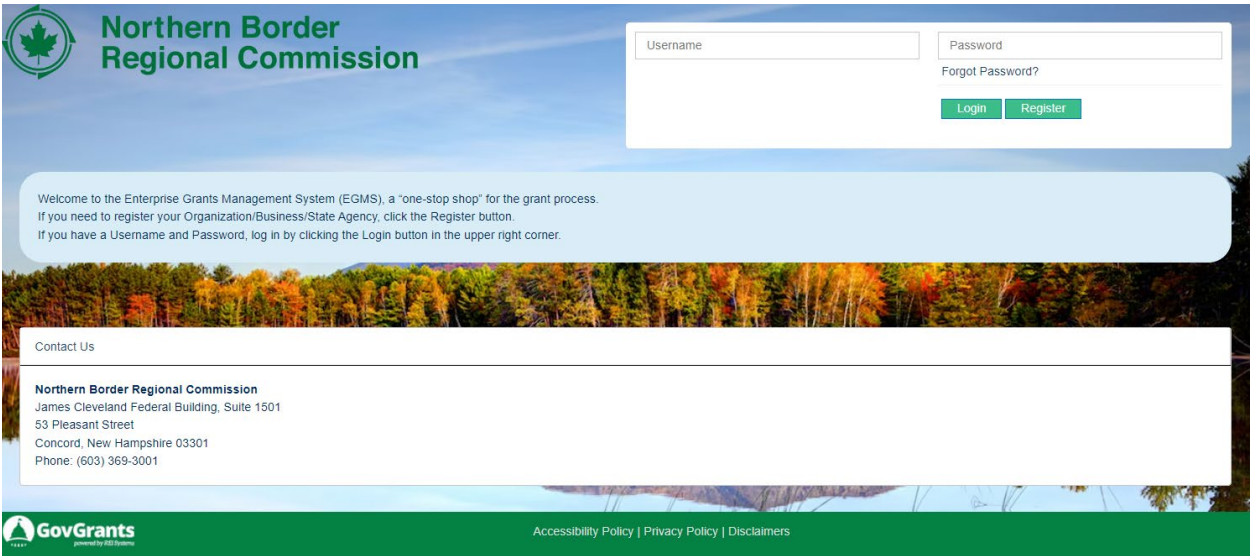 Northern Border
Regional Commission
Username
Password
Forgot Password?
Login
Register
Welcome to the Enterprise Grants Management System (EGMS), a “one-stop shop” for the grant process.
If you need to register your Organization/Business/State Agency, click the Register button.
If you have a Username and Password, log in by clicking the Login button in the upper right corner.
Contact Us
Northern Border Regional Commission
James Cleveland Federal Building, Suite 1501
53 Pleasant Street
Concord, New Hampshire 03301
Phone: (603) 369-3001
GovGrants
powered by REI Systems
Accessibility Policy | Privacy Policy | Disclaimers